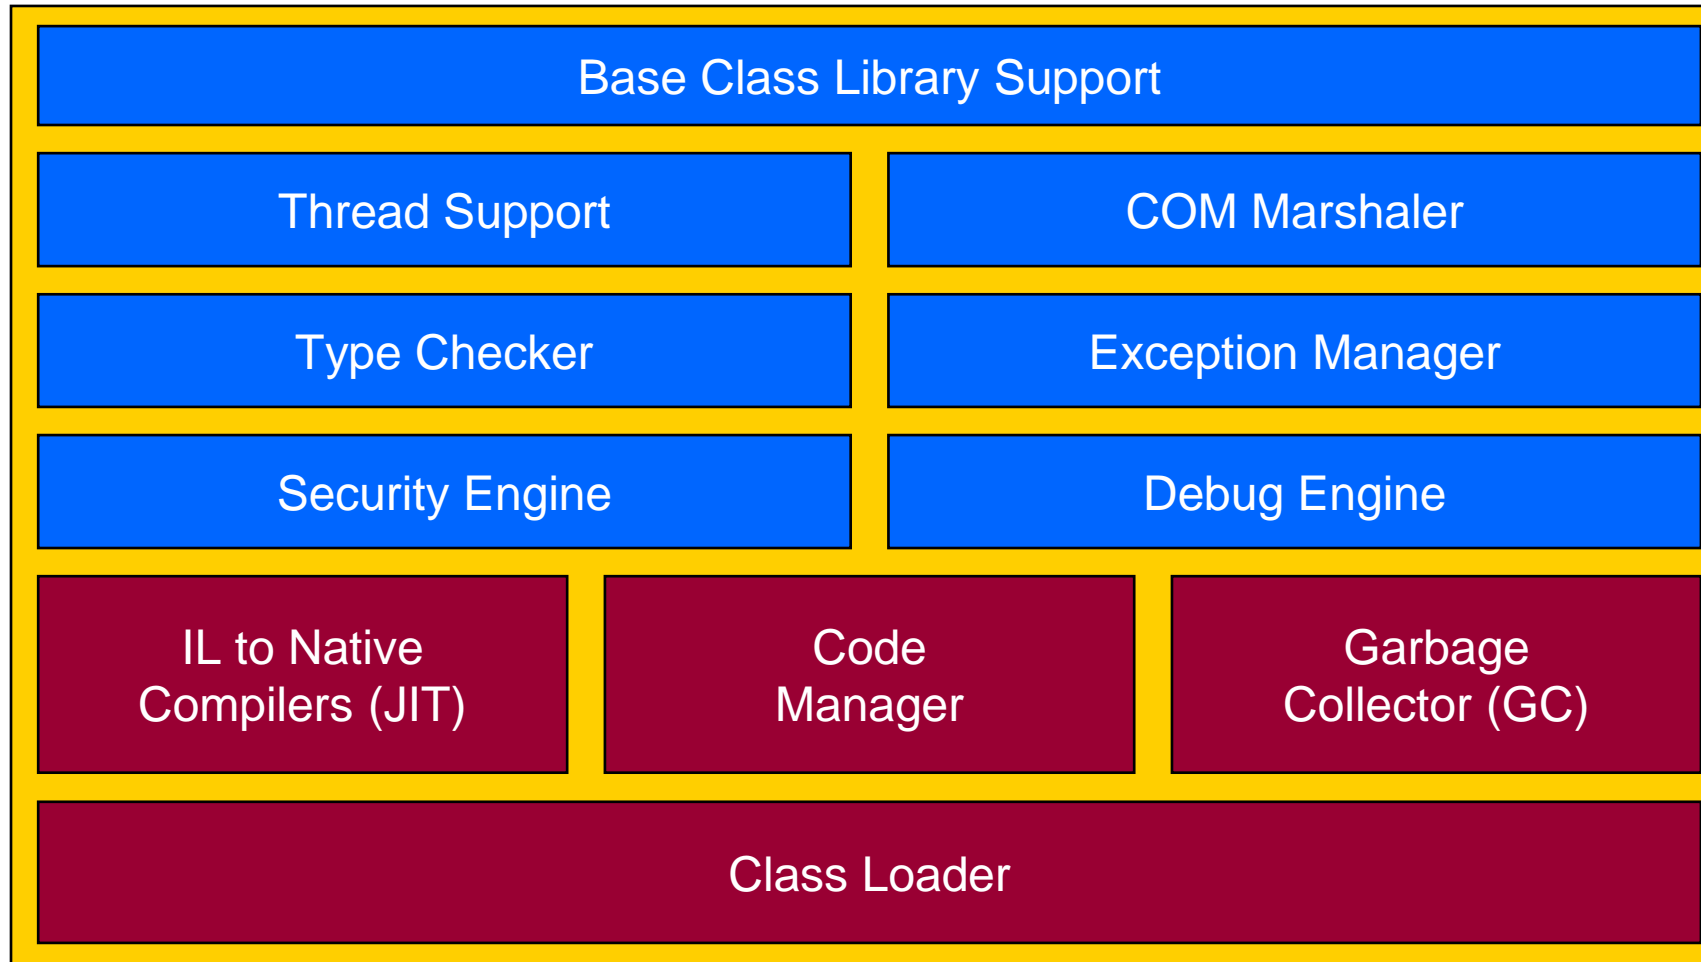 Base Class Library Support
Thread Support
COM Marshaler
Type Checker
Exception Manager
Security Engine
Debug Engine
IL to Native
Compilers (JIT)
Code
Manager
Garbage
Collector (GC)
Class Loader